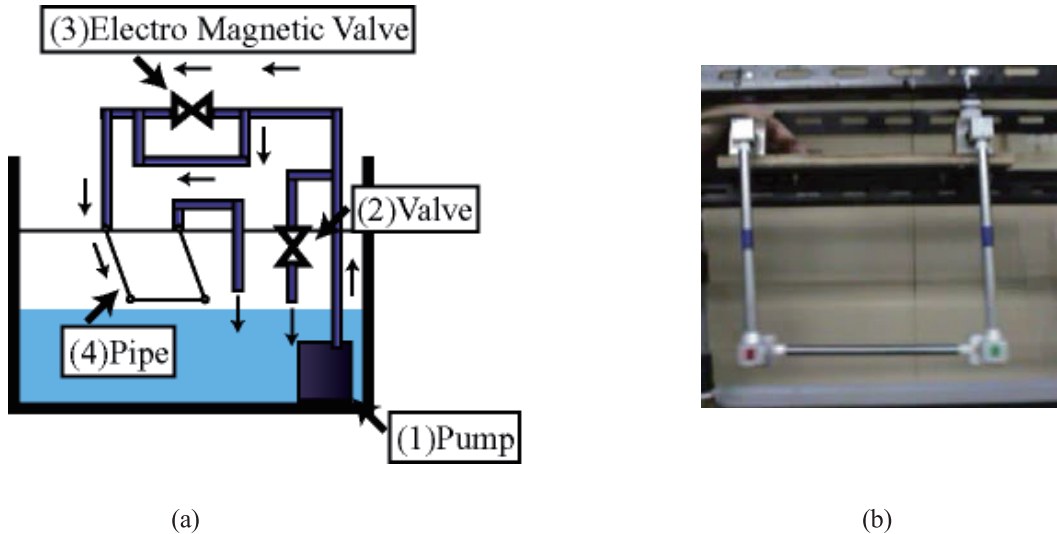 (3)Electro Magnetic Valve
(2)Valve
(4)Pipe
(1)Pump
(a)
(b)